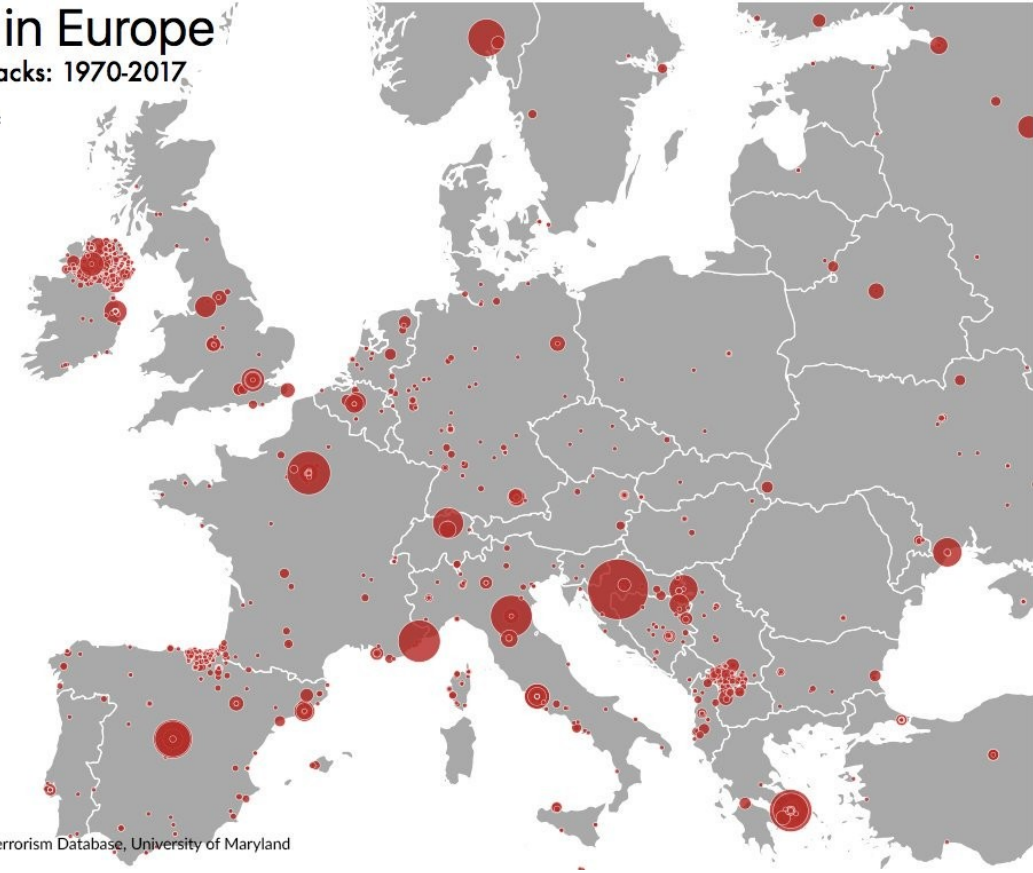 in Europe
acks: 1970-2017
errorism Database, University of Maryland